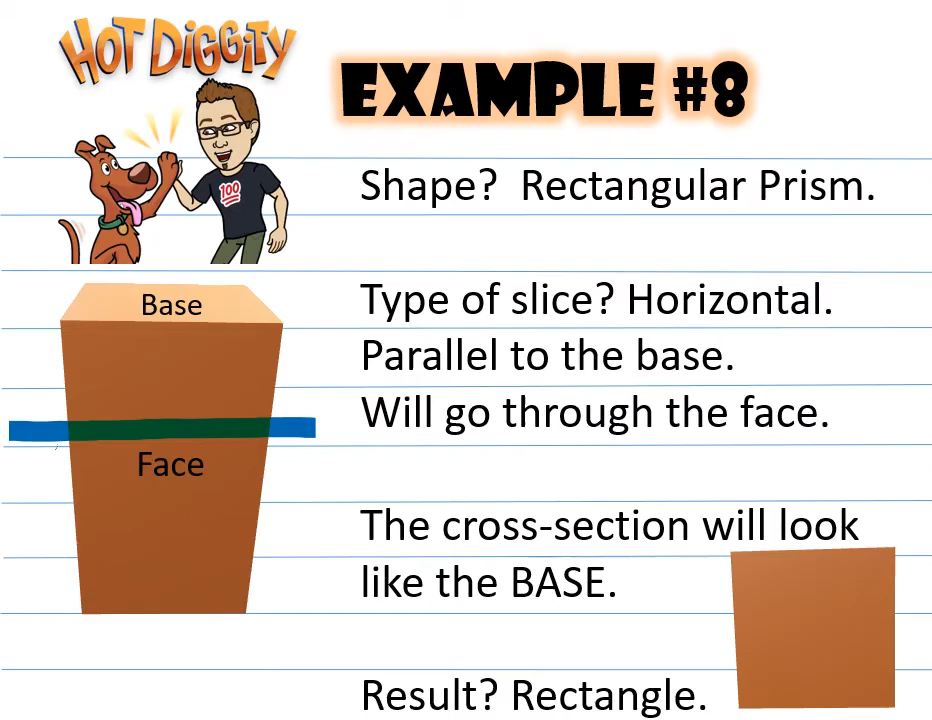 HOT DIGGITY
EXAMPLE #8
100
Shape?  Rectangular Prism.
Base
Type of slice? Horizontal.
Parallel to the base.
Will go through the face.
Face
The cross-section will look
like the BASE.
Result? Rectangle.